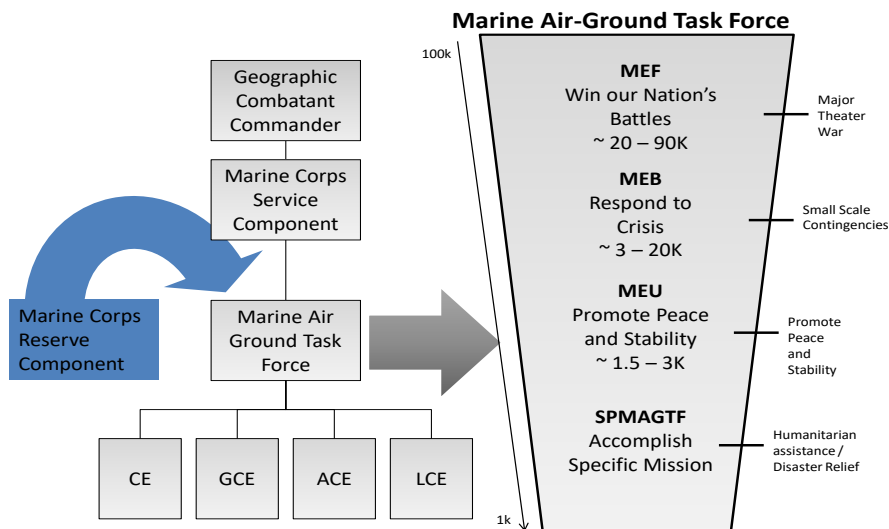 Marine Air-Ground Task Force
Geographic
Combatant
Commander
Marine Corps
Service
Component
Marine Corps
Reserve
Component
Marine Air
Ground Task
Force
CE
GCE
ACE
LCE
100k
1k
MEF
Win our Nation's
Battles
~ 20 – 90K
MEB
Respond to
Crisis
~ 3 – 20K
MEU
Promote Peace
and Stability
~ 1.5 – 3K
SPMAGTF
Accomplish
Specific Mission
Major
Theater
War
Small Scale
Contingencies
Promote
Peace
and
Stability
Humanitarian
assistance /
Disaster Relief